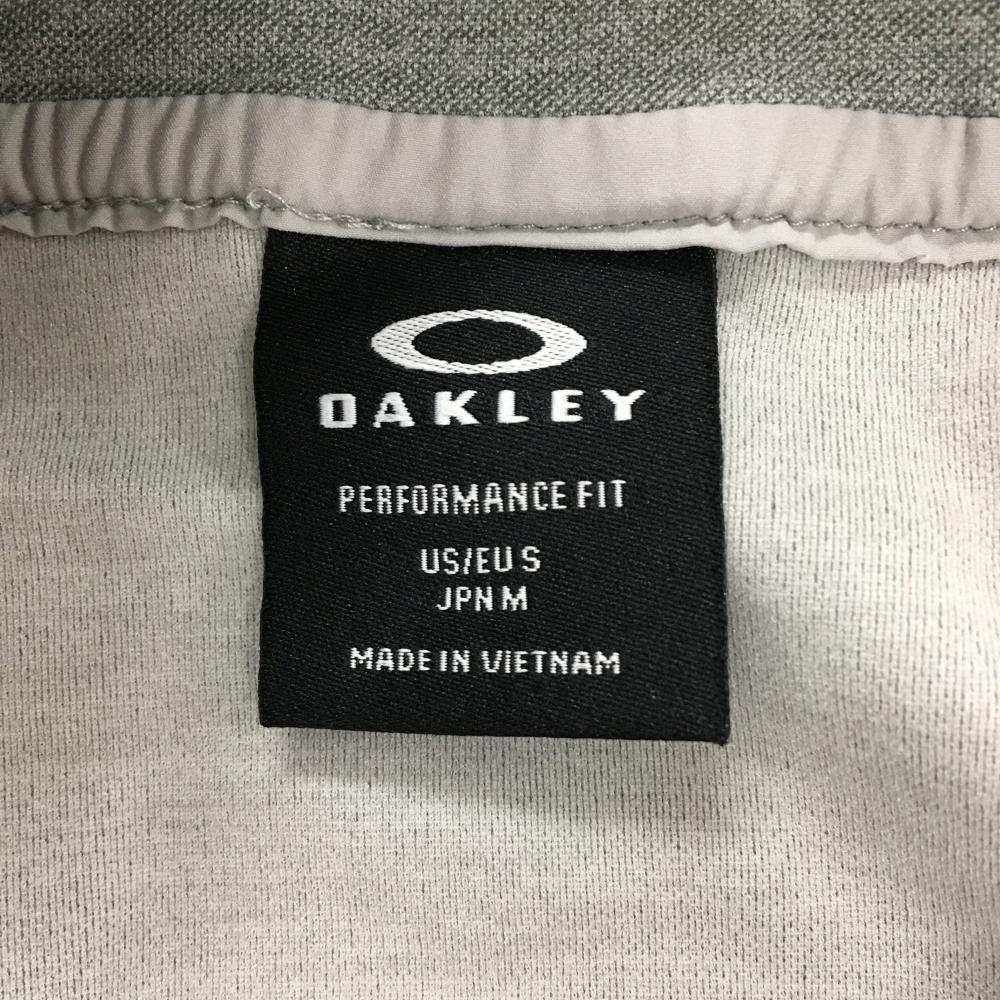 OAKLEY
PERFORMANCE FIT
US/EU S
JPN M
MADE IN VIETNAM